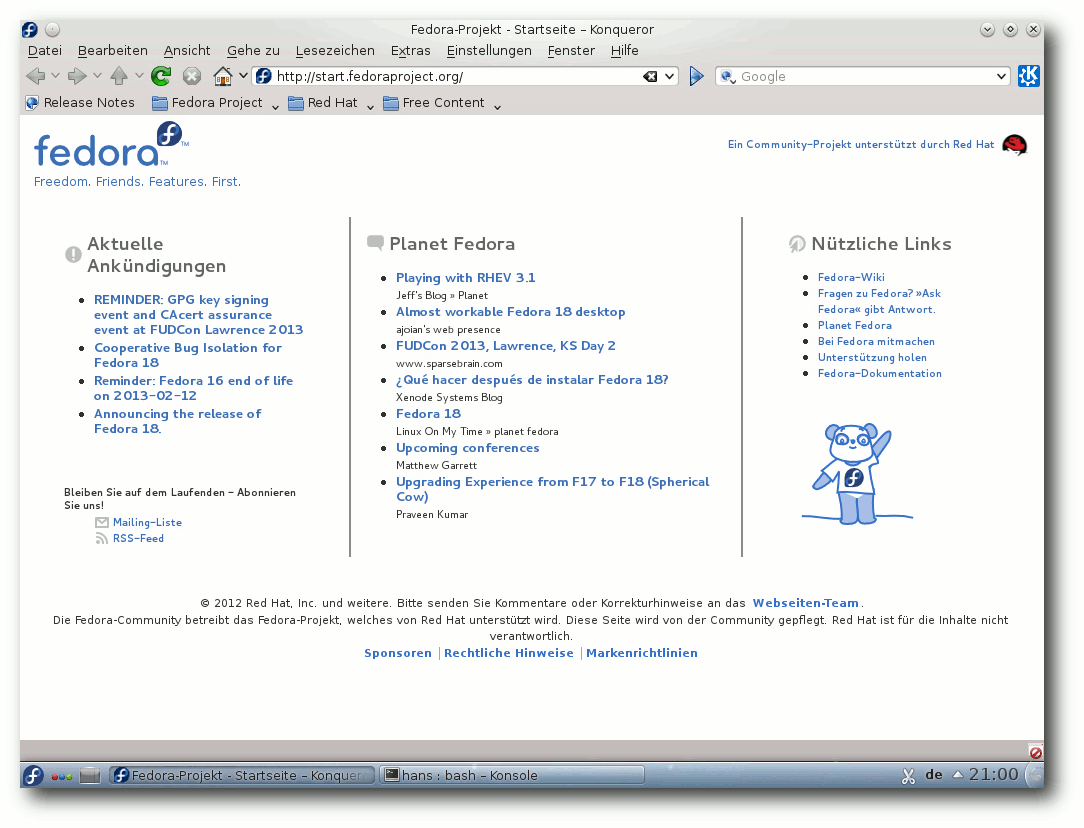 Fedora-Projekt - Startseite – Konqueror
Datei Bearbeiten Ansicht Gehe zu Lesezeichen Extras Einstellungen Fenster Hilfe
http://start.fedoraproject.org/ Google
Release Notes Fedora Project Red Hat Free Content
fedora™
Freedom. Friends. Features. First.
Ein Community-Projekt unterstützt durch Red Hat
Aktuelle
Ankündigungen
REMINDER: GPG key signing
event and CAcert assurance
event at FUDCon Lawrence 2013
Cooperative Bug Isolation for
Fedora 18
Reminder: Fedora 16 end of life
on 2013-02-12
Announcing the release of
Fedora 18.
Bleiben Sie auf dem Laufenden – Abonnieren
Sie uns!
Mailing-Liste
RSS-Feed
Planet Fedora
Playing with RHEV 3.1
Jeff's Blog » Planet
Almost workable Fedora 18 desktop
ajoian's web presence
FUDCon 2013, Lawrence, KS Day 2
www.sparsebrain.com
¿Qué hacer después de instalar Fedora 18?
Xenode Systems Blog
Fedora 18
Linux On My Time » planet fedora
Upcoming conferences
Matthew Garrett
Upgrading Experience from F17 to F18 (Spherical
Cow)
Praveen Kumar
Nützliche Links
Fedora-Wiki
Fragen zu Fedora? »Ask
Fedora« gibt Antwort.
Planet Fedora
Bei Fedora mitmachen
Unterstützung holen
Fedora-Dokumentation
© 2012 Red Hat, Inc. und weitere. Bitte senden Sie Kommentare oder Korrekturhinweise an das Webseiten-Team.
Die Fedora-Community betreibt das Fedora-Projekt, welches von Red Hat unterstützt wird. Diese Seite wird von der Community gepflegt. Red Hat ist für die Inhalte nicht
verantwortlich.
Sponsoren | Rechtliche Hinweise | Markenrichtlinien
Fedora-Projekt - Startseite – Konquer hans : bash – Konsole de 21:00